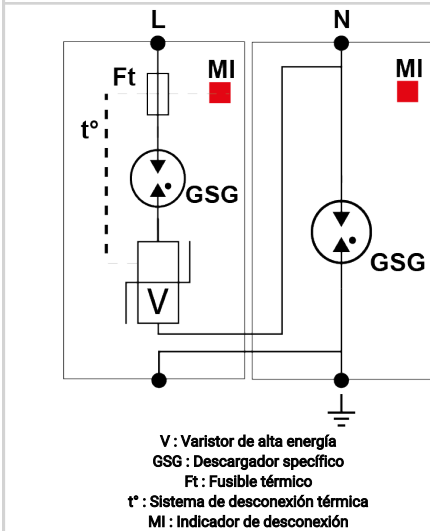 L N
Ft MI MI
t°
GSG
GSG
V
V : Varistor de alta energía
GSG : Descargador specífico
Ft : Fusible térmico
t° : Sistema de desconexión térmica
MI : Indicador de desconexión